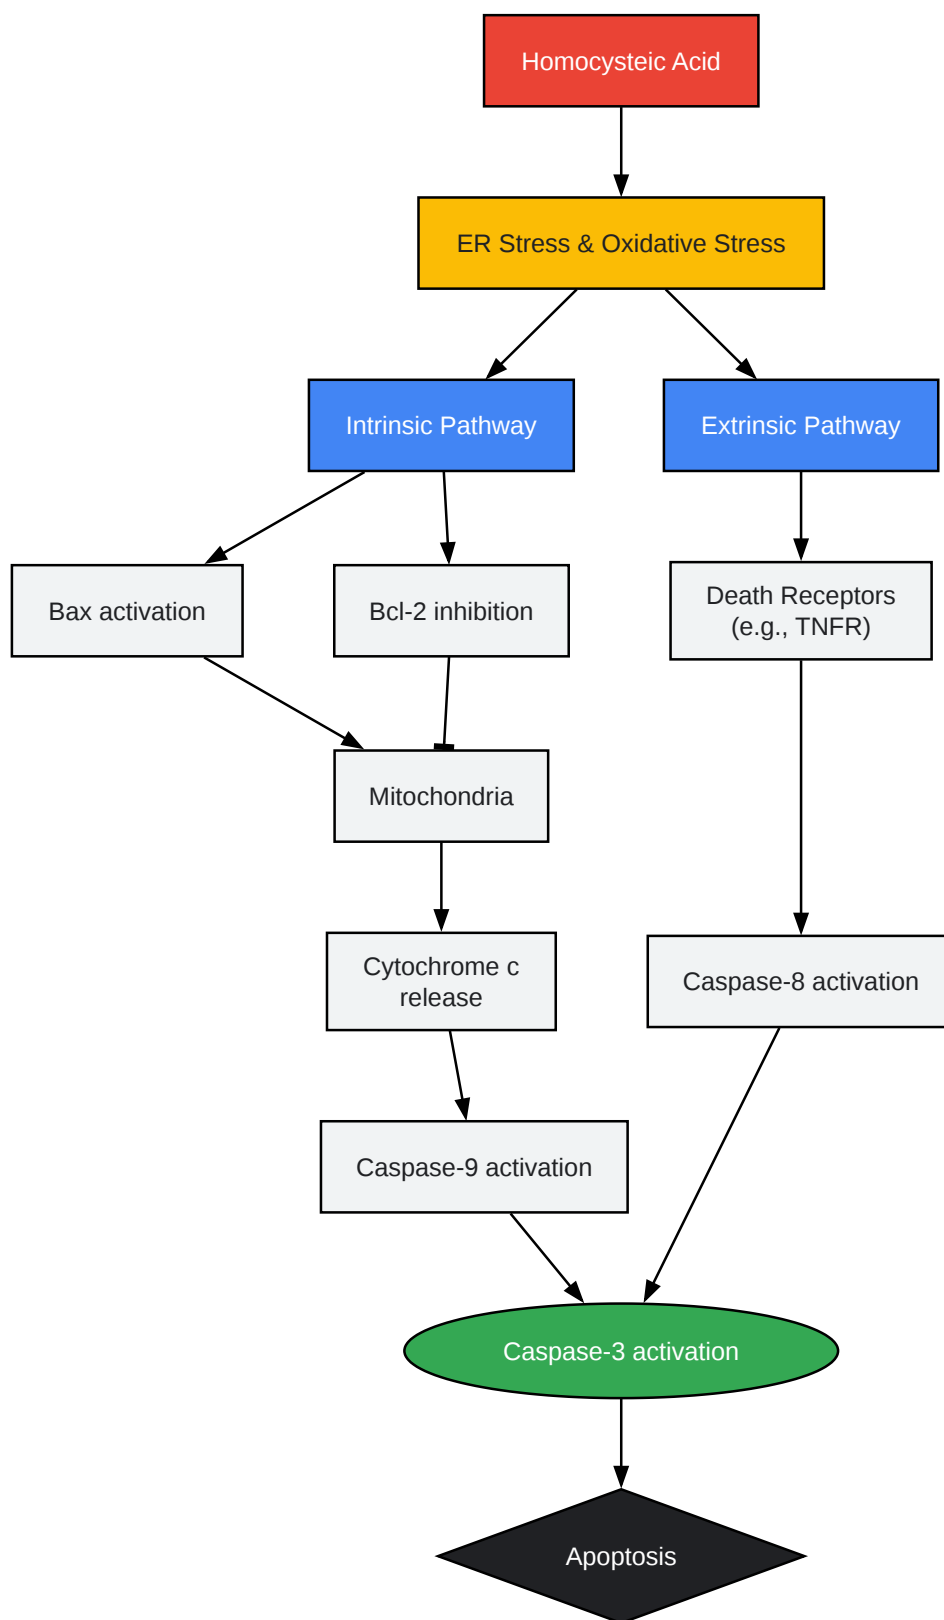 Homocysteic Acid
ER Stress & Oxidative Stress
Intrinsic Pathway
Extrinsic Pathway
Bax activation
Bcl-2 inhibition
Death Receptors
(e.g., TNFR)
Mitochondria
Cytochrome c
release
Caspase-8 activation
Caspase-9 activation
Caspase-3 activation
Apoptosis